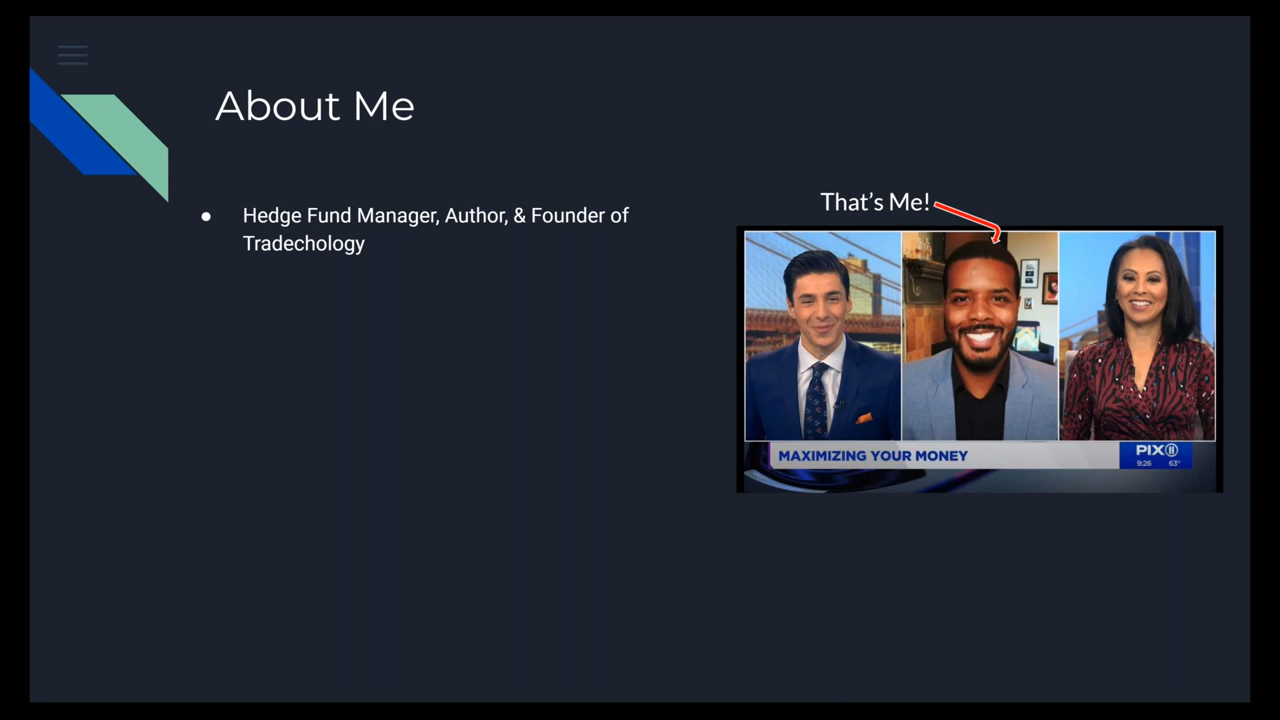 About Me
● Hedge Fund Manager, Author, & Founder of
Tradechology
That's Me!
MAXIMIZING YOUR MONEY
PIX11
9:26 63°